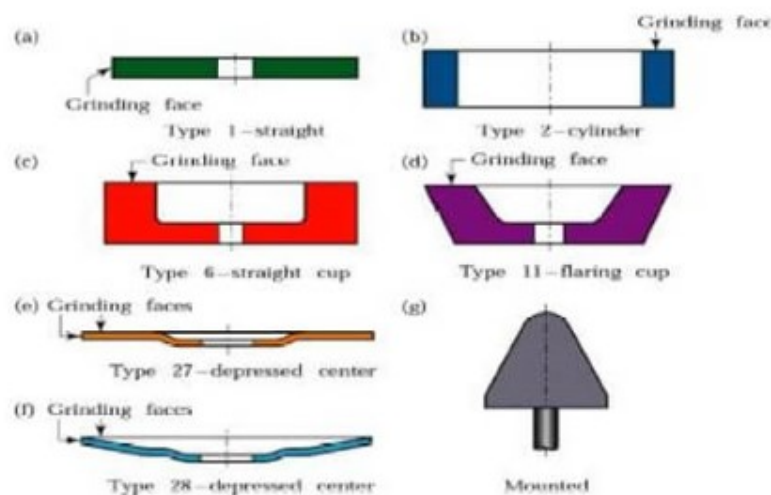 (a)
Grinding face
Type 1-straight
(b)
Grinding face
Type 2-cylinder
(c)
Grinding face
Type 6-straight cup
(d)
Grinding face
Type 11-flaring cup
(e)
Grinding faces
Type 27-depressed center
(f)
Grinding faces
Type 28-depressed center
(g)
Mounted